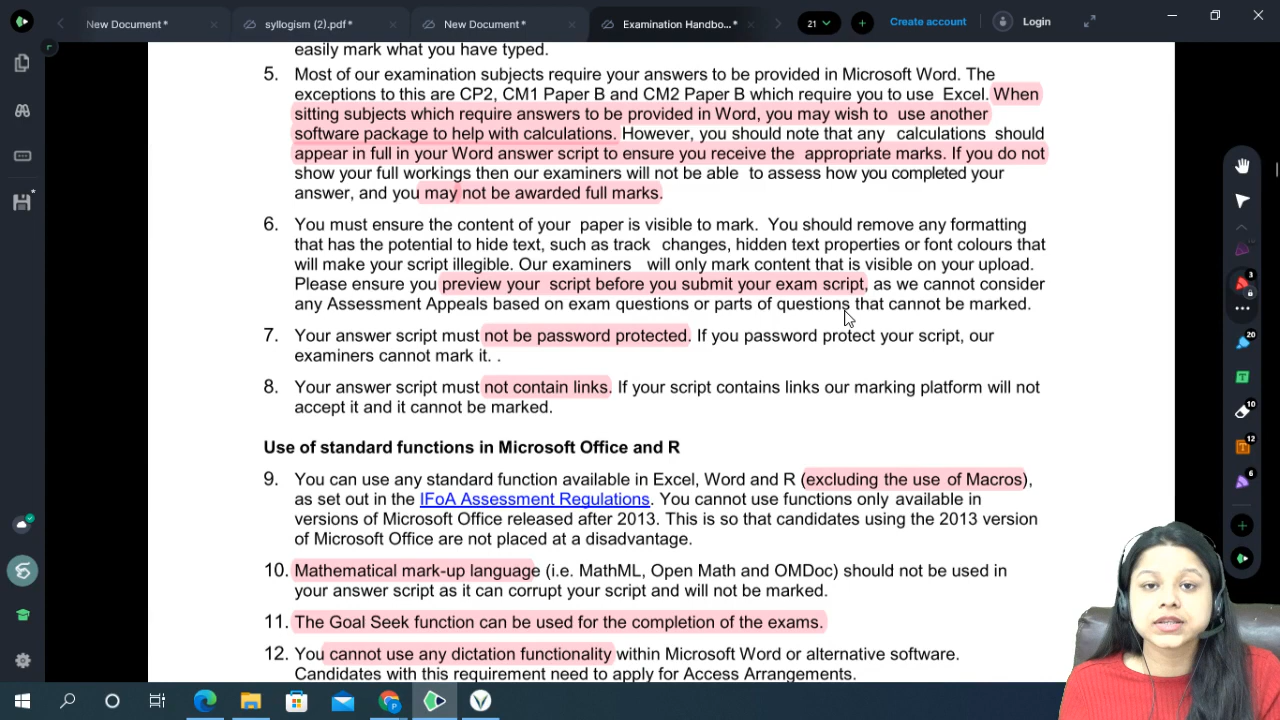 New Document *
syllogism (2).pdf*
New Document *
Examination Handbo...*
21
Create account
Login
easily mark what you have typed.
5. Most of our examination subjects require your answers to be provided in Microsoft Word. The
exceptions to this are CP2, CM1 Paper B and CM2 Paper B which require you to use Excel. When
sitting subjects which require answers to be provided in Word, you may wish to use another
software package to help with calculations. However, you should note that any calculations should
appear in full in your Word answer script to ensure you receive the appropriate marks. If you do not
show your full workings then our examiners will not be able to assess how you completed your
answer, and you may not be awarded full marks.
6. You must ensure the content of your paper is visible to mark. You should remove any formatting
that has the potential to hide text, such as track changes, hidden text properties or font colours that
will make your script illegible. Our examiners will only mark content that is visible on your upload.
Please ensure you preview your script before you submit your exam script, as we cannot consider
any Assessment Appeals based on exam questions or parts of questions that cannot be marked.
7. Your answer script must not be password protected. If you password protect your script, our
examiners cannot mark it. .
8. Your answer script must not contain links. If your script contains links our marking platform will not
accept it and it cannot be marked.
Use of standard functions in Microsoft Office and R
9. You can use any standard function available in Excel, Word and R (excluding the use of Macros),
as set out in the IFoA Assessment Regulations. You cannot use functions only available in
versions of Microsoft Office released after 2013. This is so that candidates using the 2013 version
of Microsoft Office are not placed at a disadvantage.
10. Mathematical mark-up language (i.e. MathML, Open Math and OMDoc) should not be used in
your answer script as it can corrupt your script and will not be marked.
11. The Goal Seek function can be used for the completion of the exams.
12. You cannot use any dictation functionality within Microsoft Word or alternative software.
Candidates with this requirement need to apply for Access Arrangements.
3
20
T
10
12
6